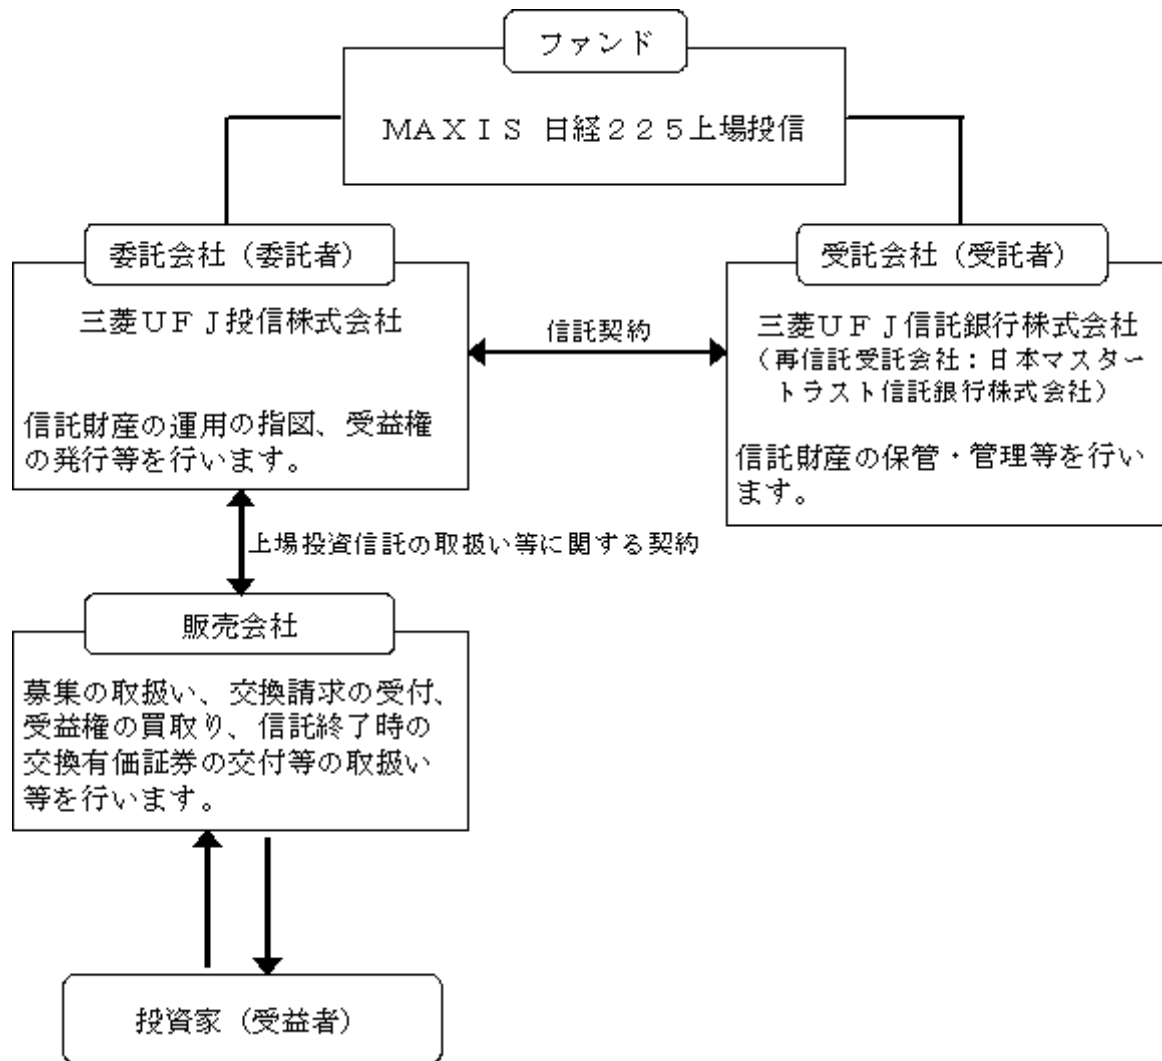 ファンド
MAXIS 日経225上場投信
委託会社(委託者)
三菱UFJ投信株式会社
信託財産の運用の指図、受益権
の発行等を行います。
信託契約
受託会社(受託者)
三菱UFJ信託銀行株式会社
(再信託受託会社:日本マスター
トラスト信託銀行株式会社)
信託財産の保管・管理等を行い
ます。
上場投資信託の取扱い等に関する契約
販売会社
募集の取扱い、交換請求の受付、
受益権の買取り、信託終了時の
交換有価証券の交付等の取扱い
等を行います。
投資家(受益者)